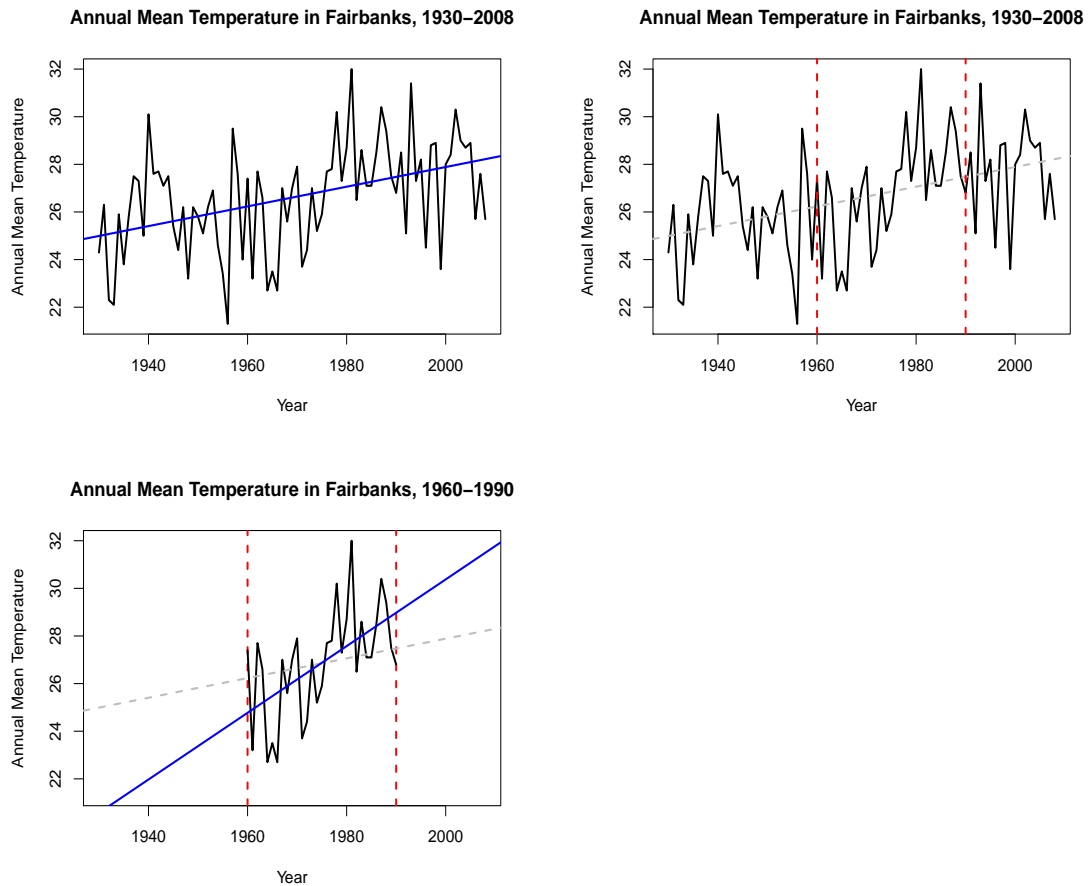 Annual Mean Temperature in Fairbanks, 1930−2008
Annual Mean Temperature
22 24 26 28 30 32
1940 1960 1980 2000
Year
Annual Mean Temperature in Fairbanks, 1930−2008
Annual Mean Temperature
22 24 26 28 30 32
1940 1960 1980 2000
Year
Annual Mean Temperature in Fairbanks, 1960−1990
Annual Mean Temperature
22 24 26 28 30 32
1940 1960 1980 2000
Year